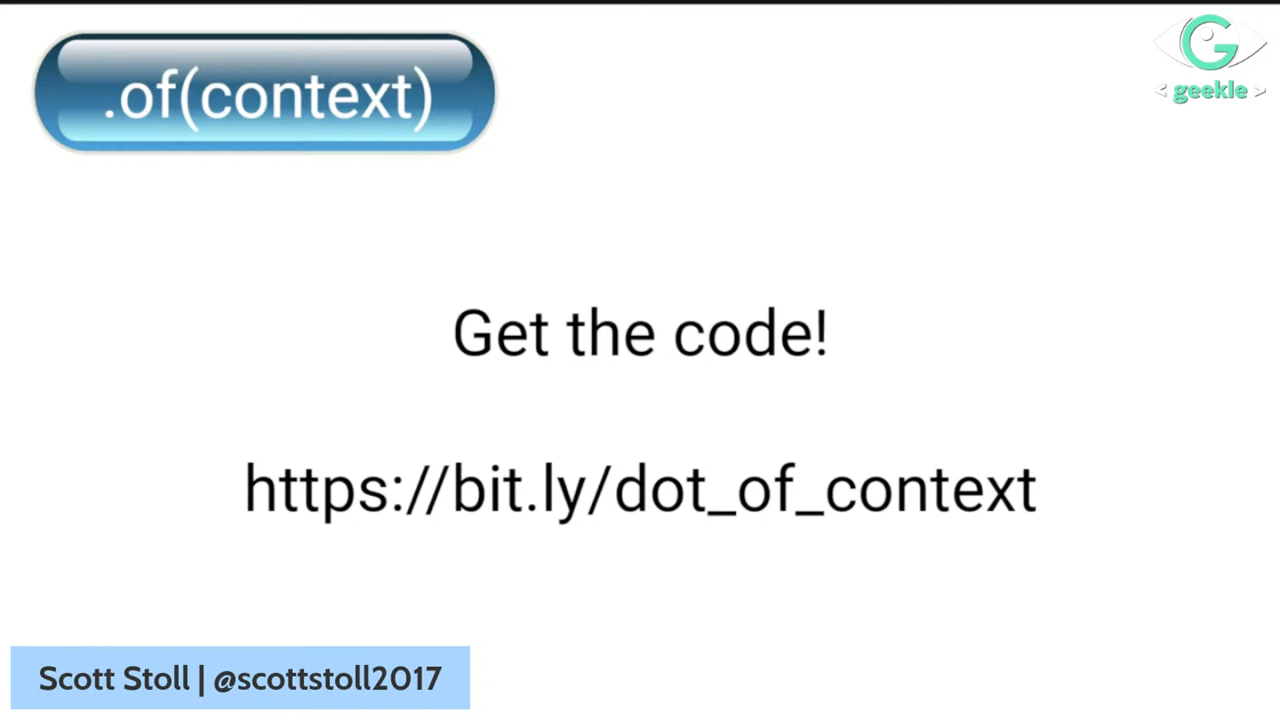 .of(context)
G
< geekle >
Get the code!
https://bit.ly/dot_of_context
Scott Stoll | @scottstoll2017